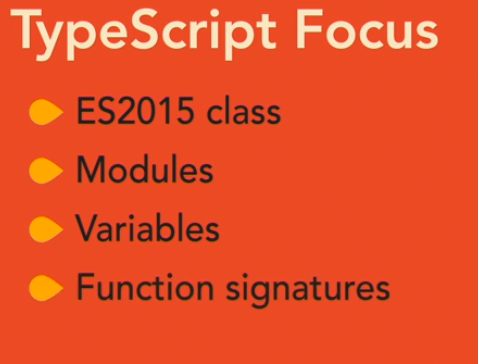 TypeScript Focus
ES2015 class
Modules
Variables
Function signatures